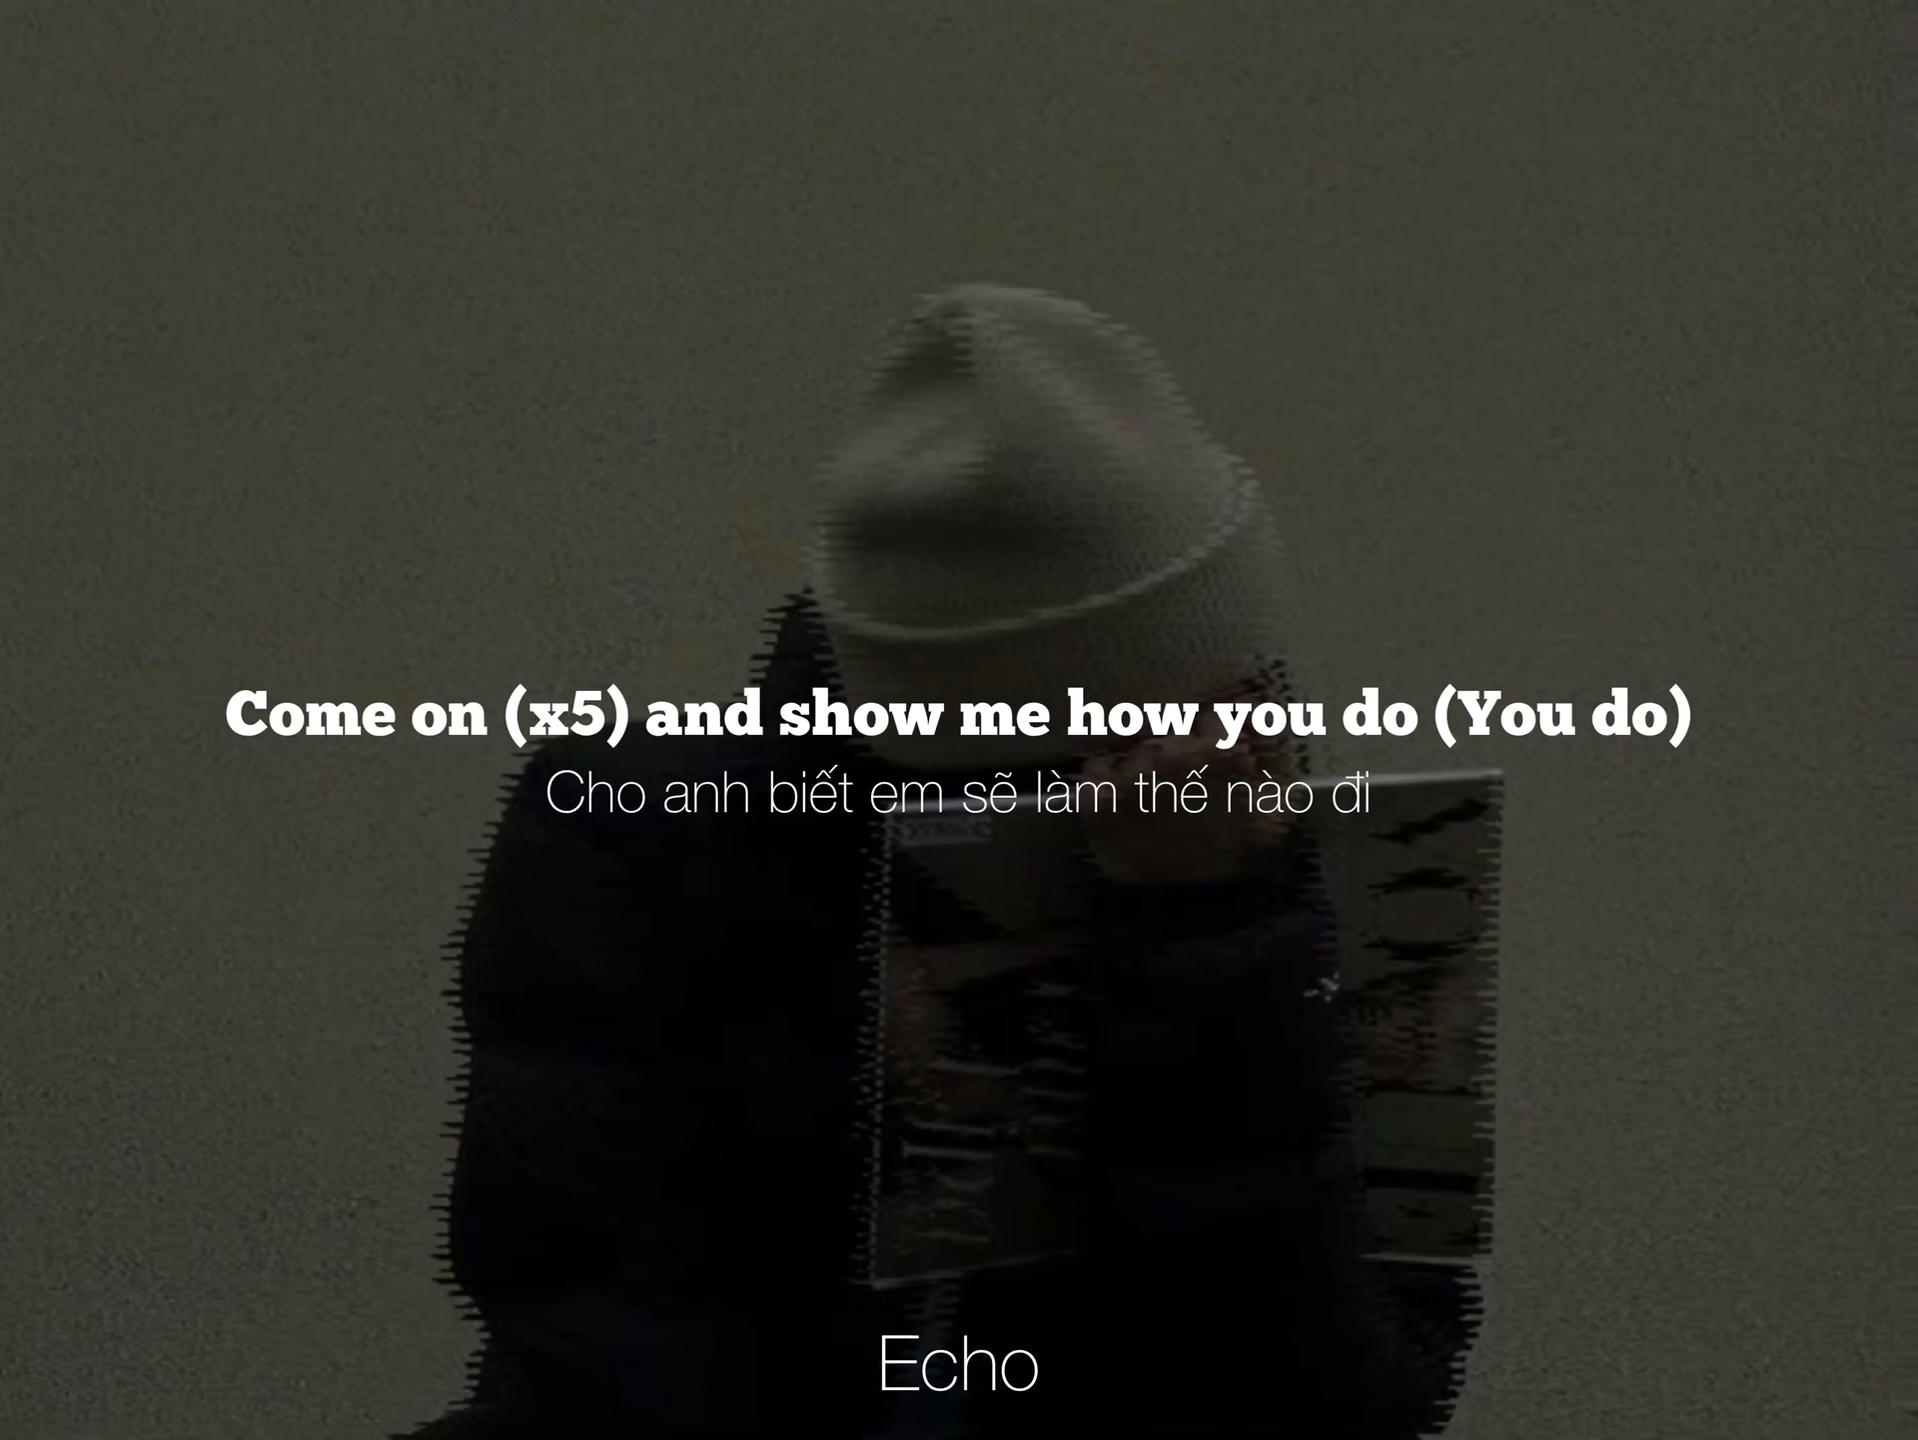 Come on (x5) and show me how you do (You do)
Cho anh biết em sẽ làm thế nào đi
Echo